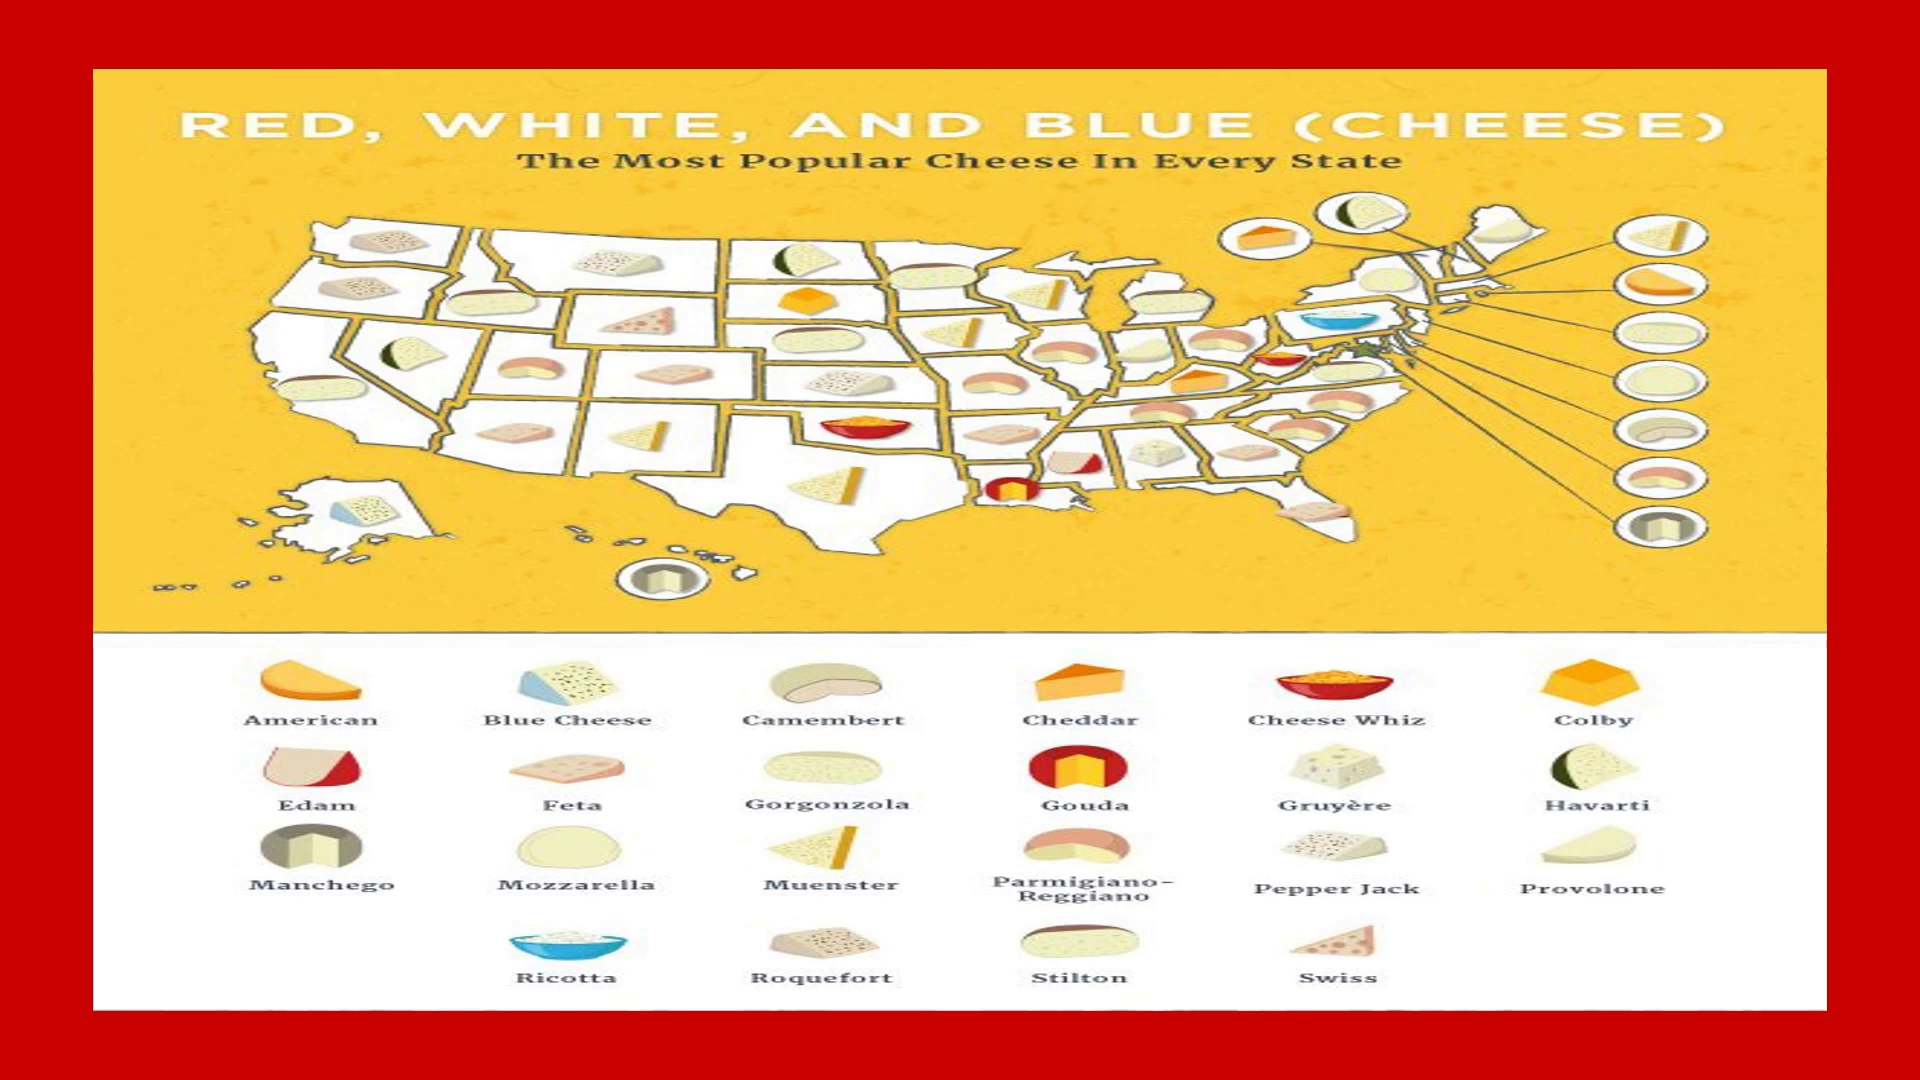 RED, WHITE, AND BLUE (CHEESE)
The Most Popular Cheese In Every State
American
Blue Cheese
Camembert
Cheddar
Cheese Whiz
Colby
Edam
Feta
Gorgonzola
Gouda
Gruyère
Havarti
Manchego
Mozzarella
Muenster
Parmigiano-
Reggiano
Pepper Jack
Provolone
Ricotta
Roquefort
Stilton
Swiss